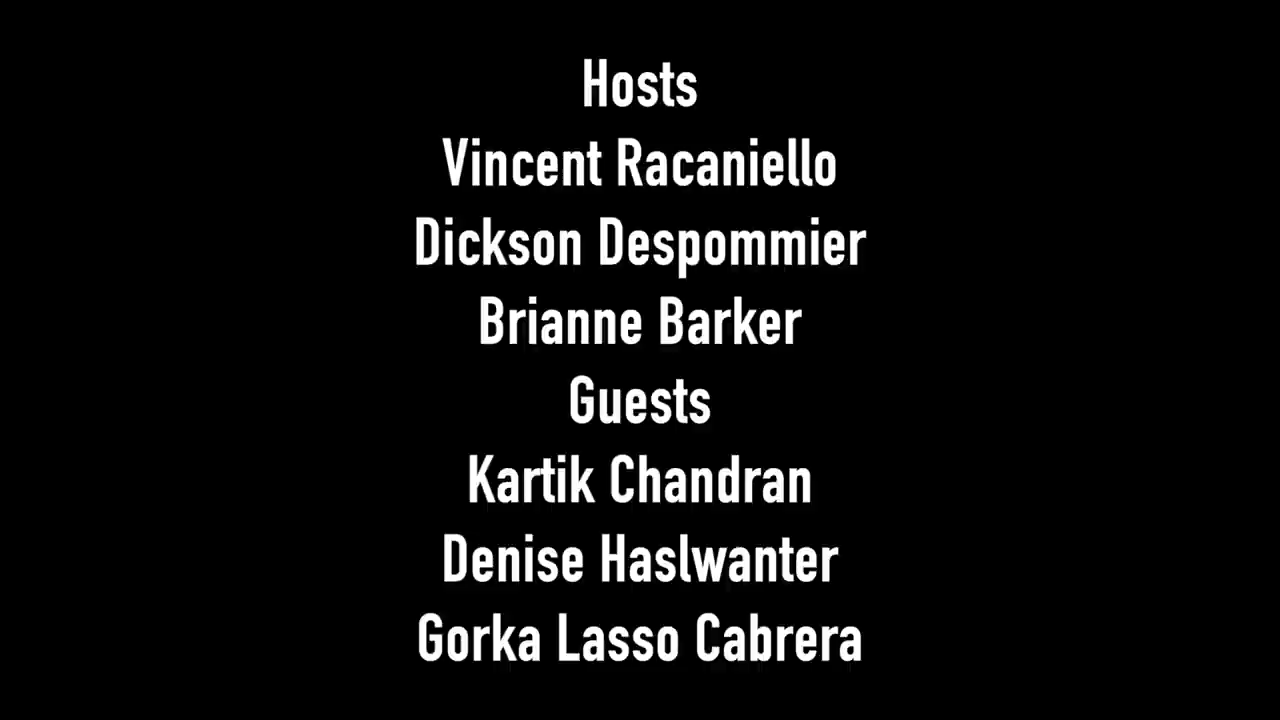 Hosts
Vincent Racaniello
Dickson Despommier
Brianne Barker
Guests
Kartik Chandran
Denise Haslwanter
Gorka Lasso Cabrera